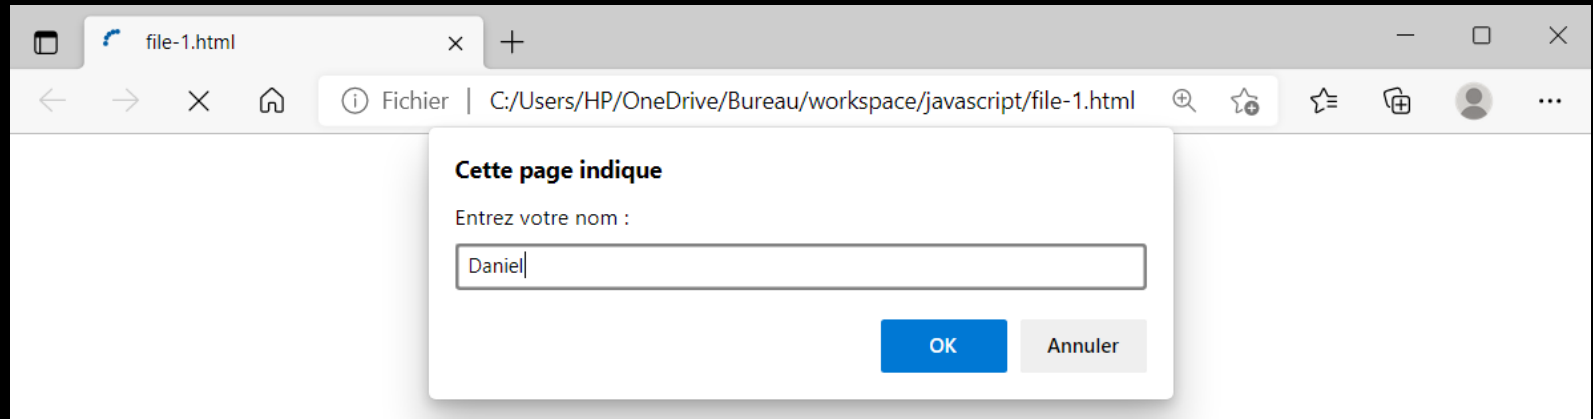 file-1.html
Fichier | C:/Users/HP/OneDrive/Bureau/workspace/javascript/file-1.html
Cette page indique
Entrez votre nom :
Daniel
OK Annuler